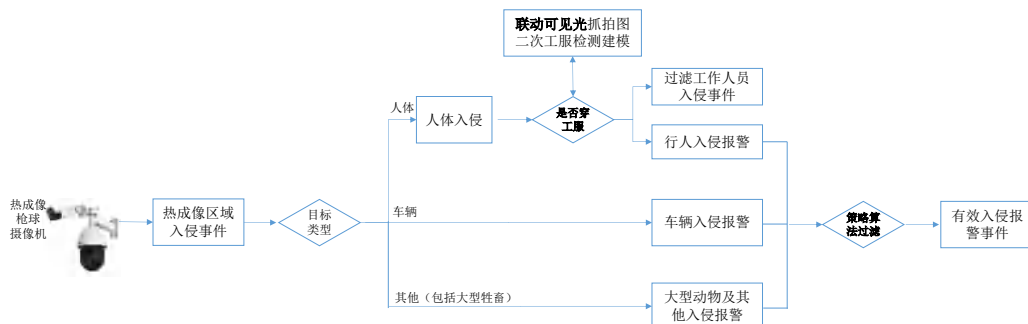 联动可见光抓拍图
二次工服检测建模
过滤工作人员
入侵事件
人体
人体入侵
是否穿
工服
行人入侵报警
热成像
枪球
摄像机
热成像区域
入侵事件
目标
类型
车辆
车辆入侵报警
策略算
法过滤
有效入侵报
警事件
其他（包括大型牲畜）
大型动物及其
他入侵报警